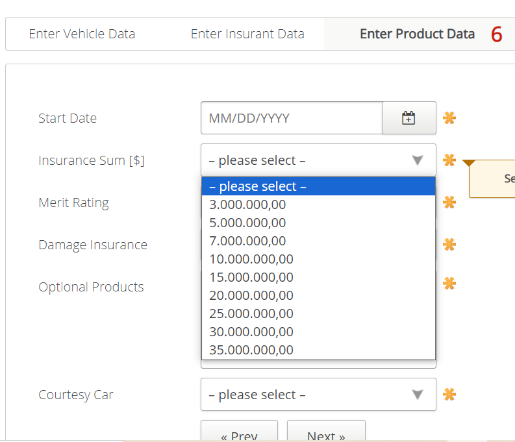 Enter Vehicle Data Enter Insurant Data Enter Product Data 6
Start Date MM/DD/YYYY
Insurance Sum [$] – please select –
– please select –
Merit Rating 3.000.000,00
5.000.000,00
7.000.000,00
Damage Insurance
10.000.000,00
15.000.000,00
Optional Products
20.000.000,00
25.000.000,00
30.000.000,00
35.000.000,00
Courtesy Car – please select –
« Prev Next »